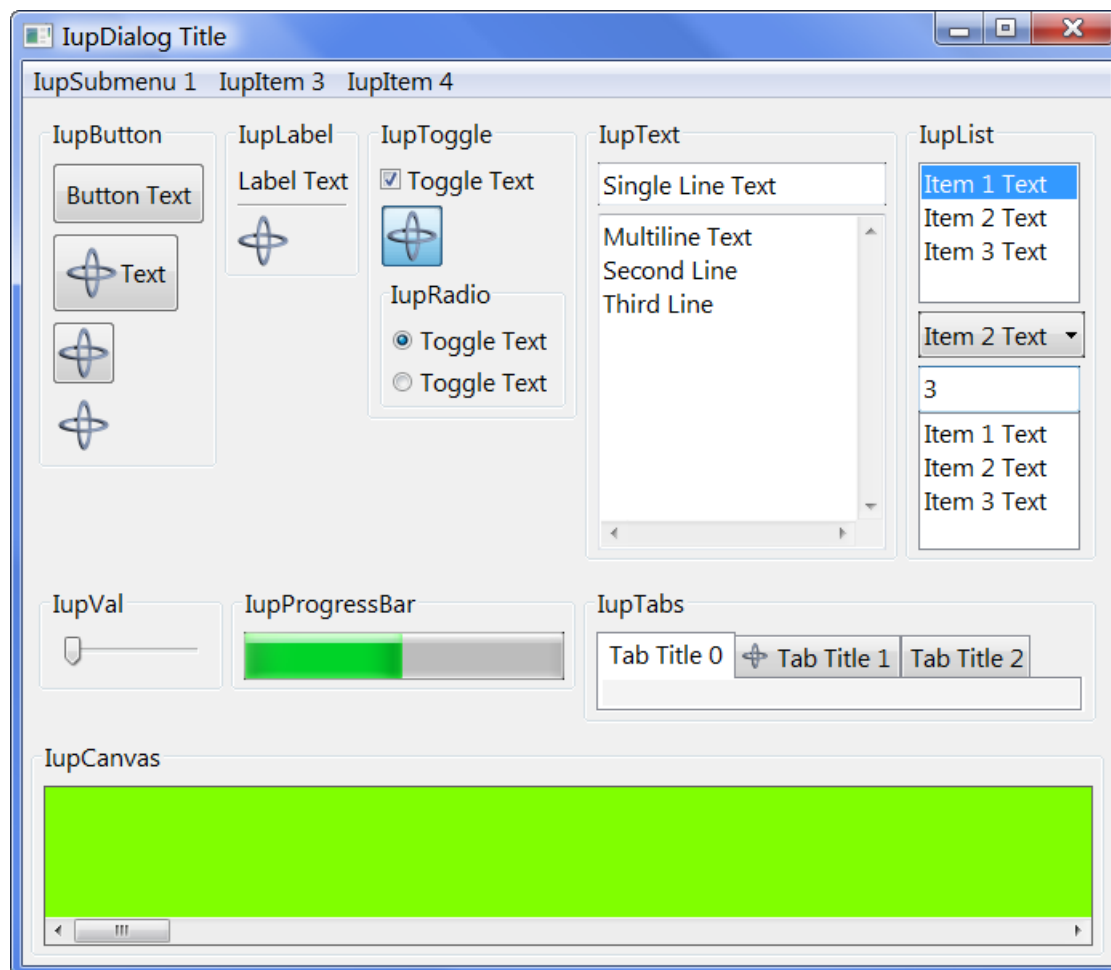 IupDialog Title
IupSubmenu 1 IupItem 3 IupItem 4
IupButton
Button Text
Text
IupLabel
Label Text
IupToggle
Toggle Text
IupRadio
Toggle Text
Toggle Text
IupText
Single Line Text
Multiline Text
Second Line
Third Line
IupList
Item 1 Text
Item 2 Text
Item 3 Text
Item 2 Text
3
Item 1 Text
Item 2 Text
Item 3 Text
IupVal
IupProgressBar
IupTabs
Tab Title 0 Tab Title 1 Tab Title 2
IupCanvas